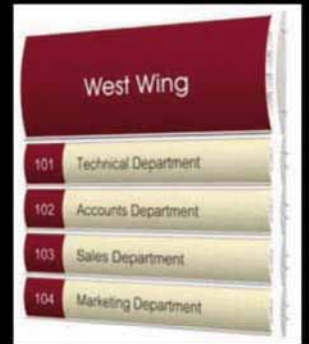 West Wing
101 Technical Department
102 Accounts Department
103 Sales Department
104 Marketing Department